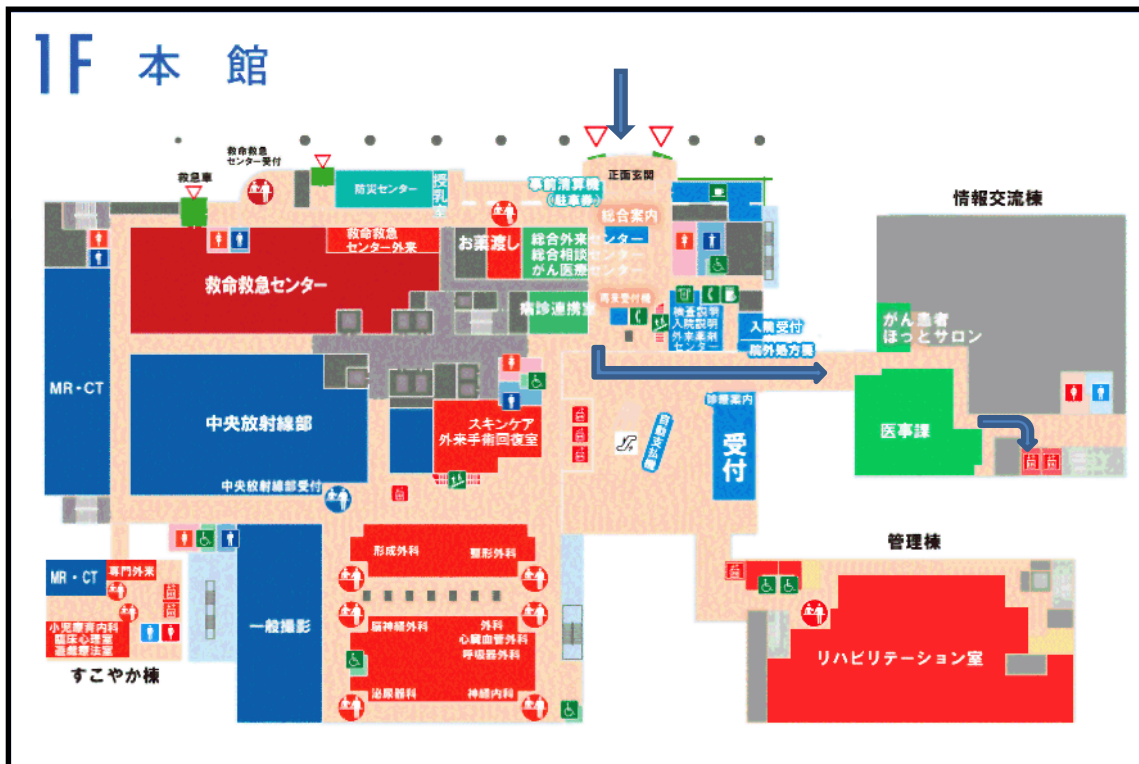 1F 本 館
救命救急
センター受付
救急車
防災センター
授乳室
事前清算機
(駐車券)
正面玄関
総合案内
情報交流棟
救命救急
センター外来
お薬渡し
総合外来センター
総合相談センター
がん医療センター
救命救急センター
病診連携室
再来受付機
検査説明
入院説明
外来薬剤
センター
入院受付
院外処方箋
がん患者
ほっとサロン
MR・CT
中央放射線部
スキンケア
外来手術回復室
自動支払機
診療案内
受付
医事課
中央放射線部受付
管理棟
形成外科
整形外科
MR・CT
専門外来
小児療育内科
臨床心理室
遊戯療法室
すこやか棟
一般撮影
脳神経外科
外科
心臓血管外科
呼吸器外科
泌尿器科
神経内科
リハビリテーション室